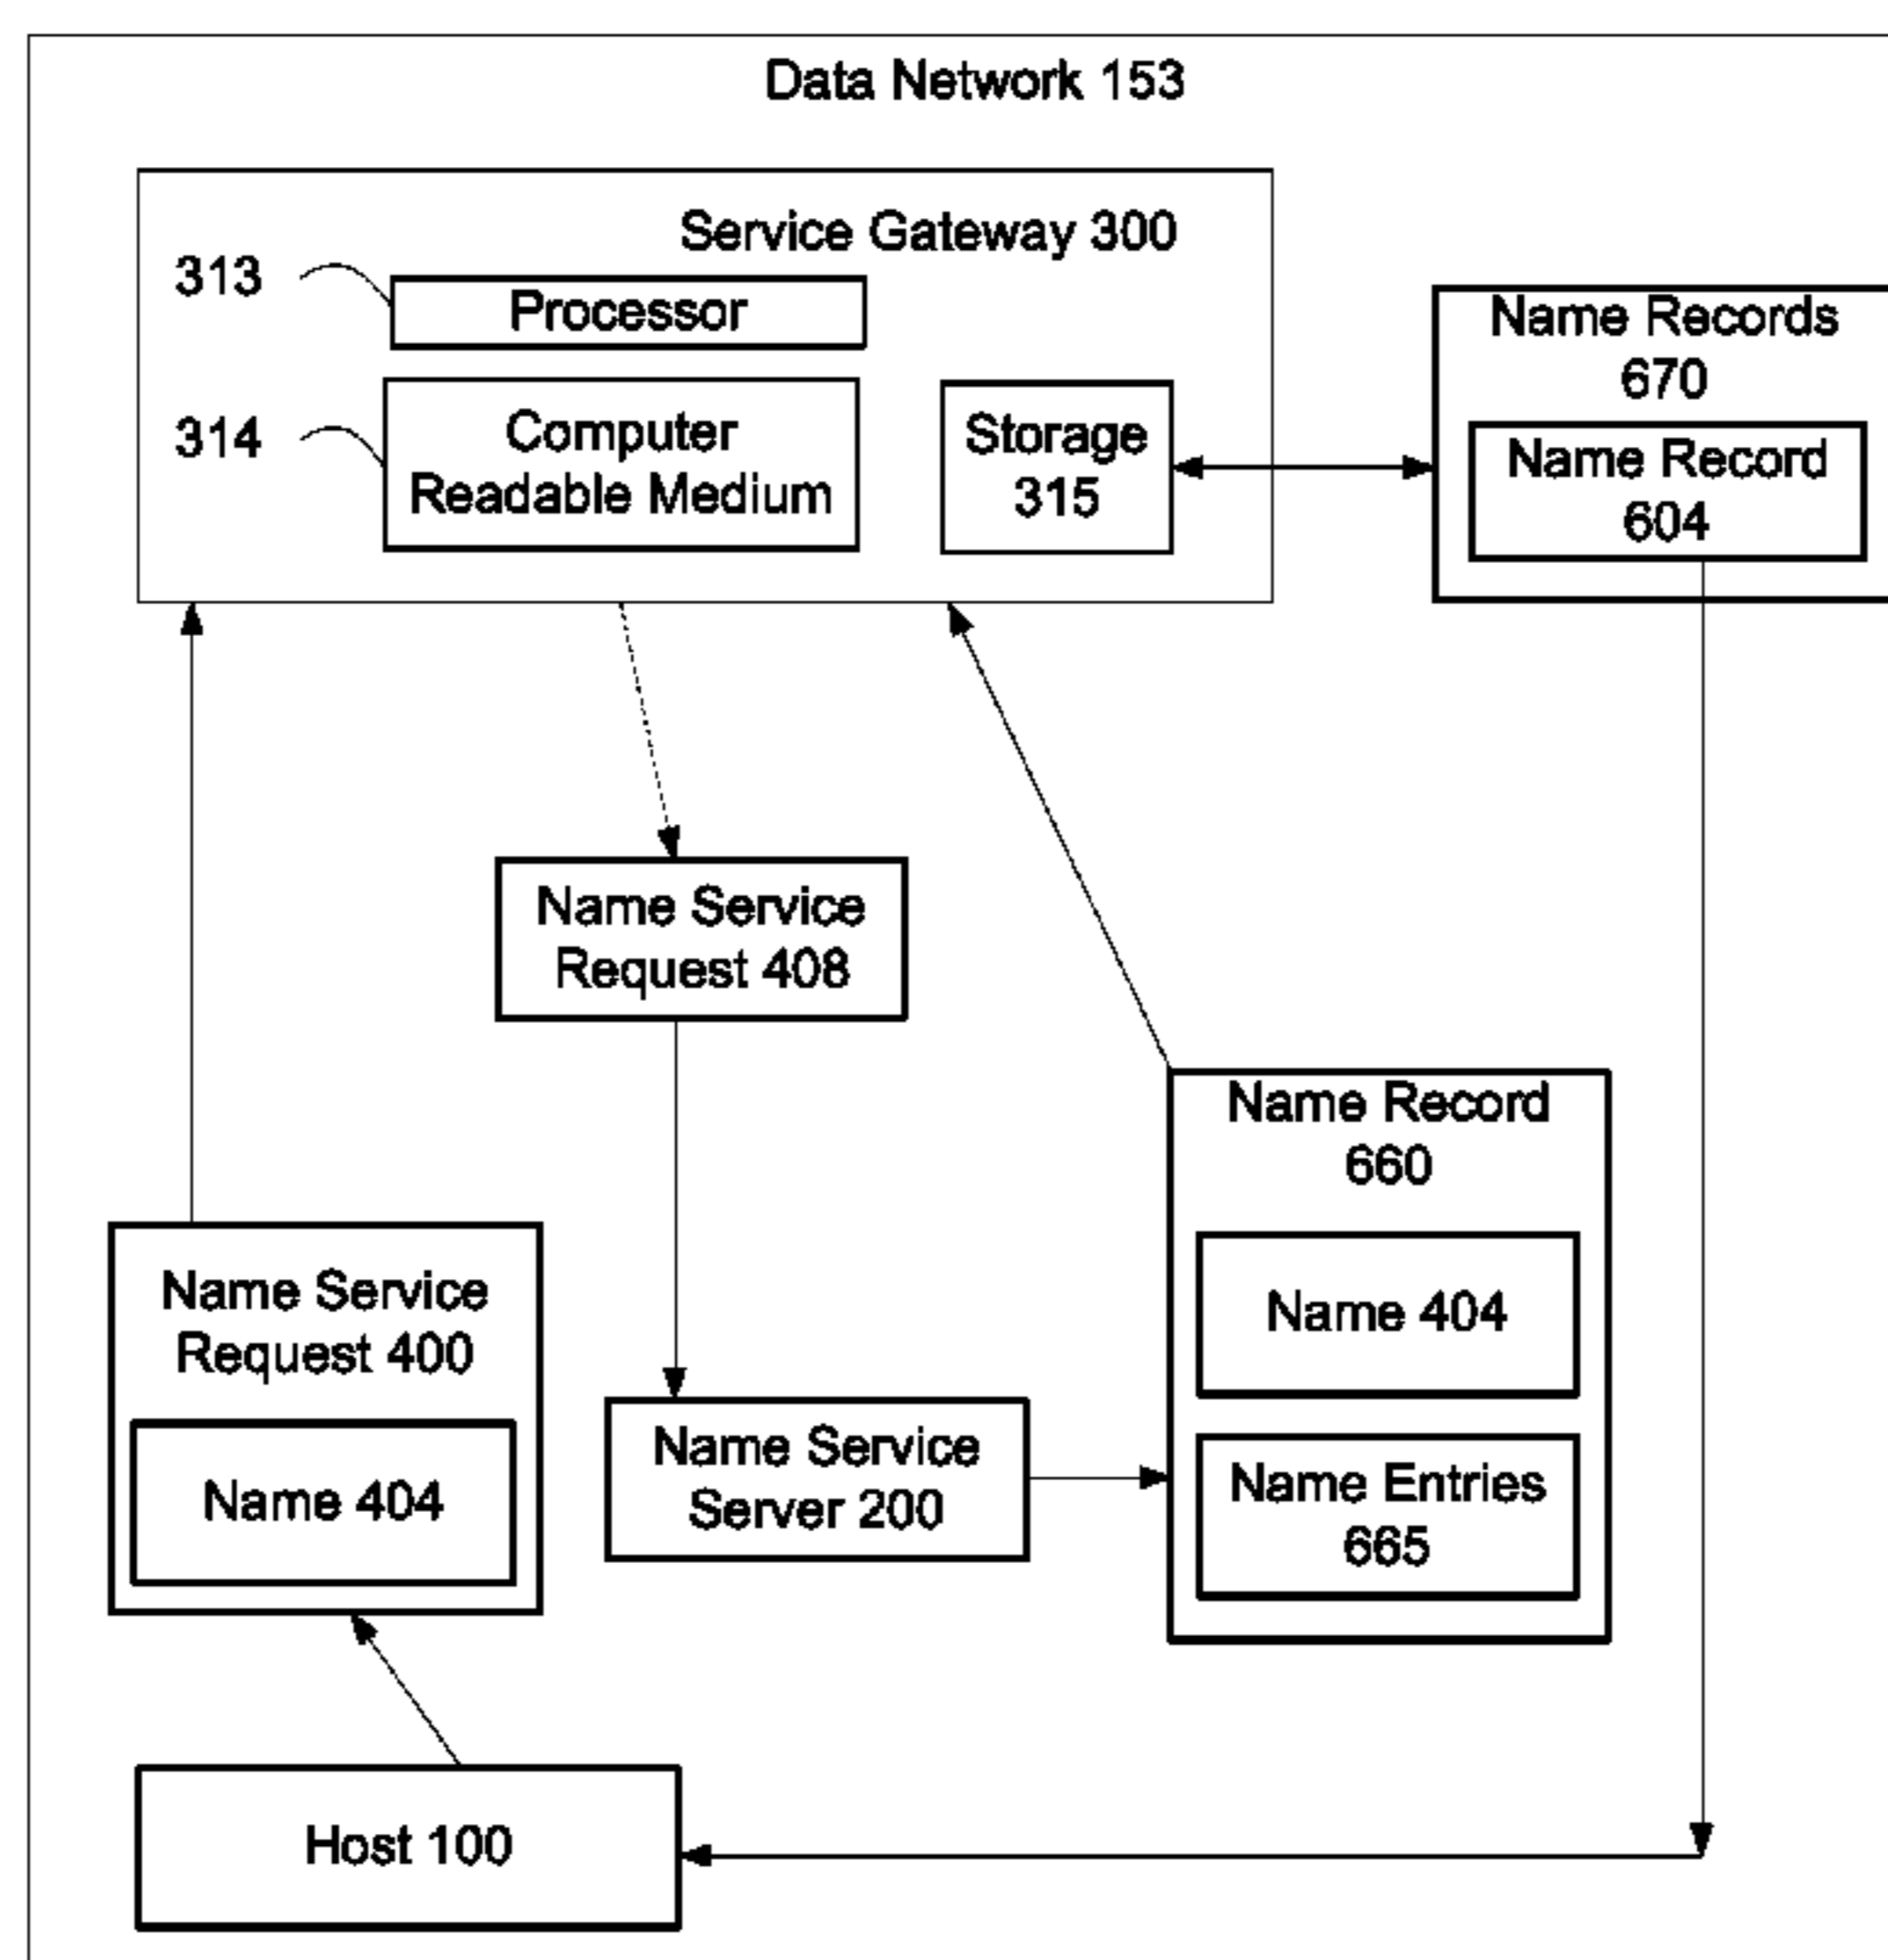 Data Network 153
Service Gateway 300
313
Processor
314
Computer
Readable Medium
Storage
315
Name Records
670
Name Record
604
Name Service
Request 408
Name Record
660
Name 404
Name Entries
665
Name Service
Request 400
Name 404
Name Service
Server 200
Host 100